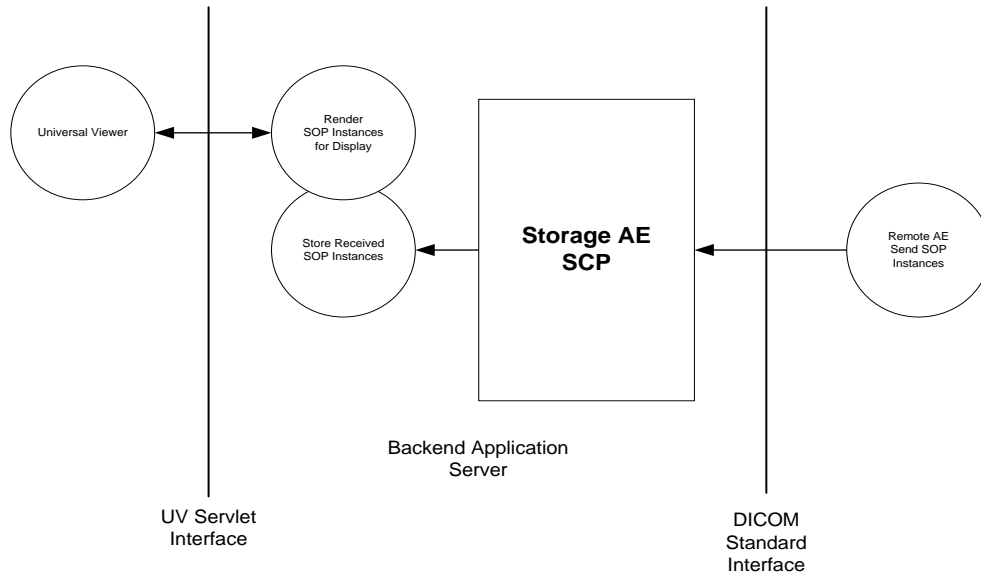 Universal Viewer
Render
SOP Instances
for Display
Store Received
SOP Instances
Storage AE
SCP
Remote AE
Send SOP
Instances
Backend Application
Server
UV Servlet
Interface
DICOM
Standard
Interface